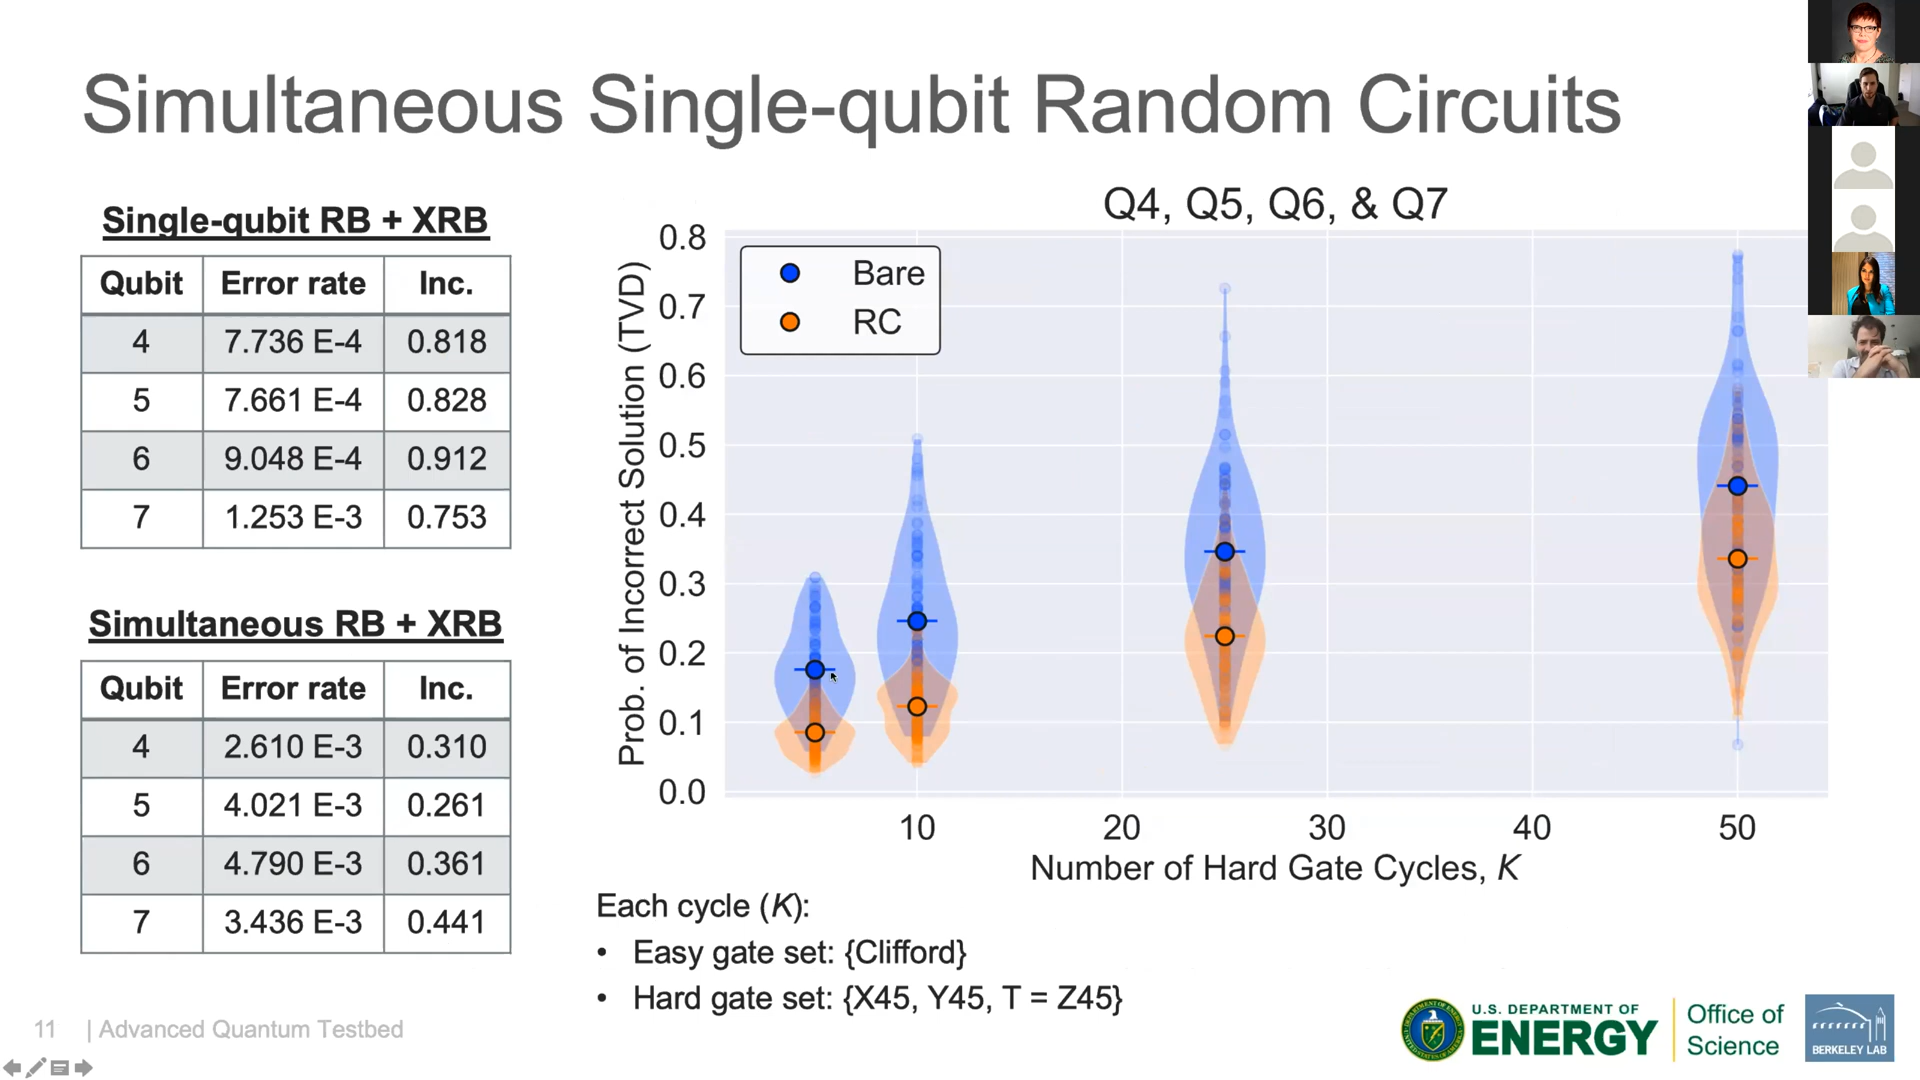 Simultaneous Single-qubit Random Circuits
Single-qubit RB + XRB
Qubit Error rate Inc.
4 7.736 E-4 0.818
5 7.661 E-4 0.828
6 9.048 E-4 0.912
7 1.253 E-3 0.753
Simultaneous RB + XRB
Qubit Error rate Inc.
4 2.610 E-3 0.310
5 4.021 E-3 0.261
6 4.790 E-3 0.361
7 3.436 E-3 0.441
Q4, Q5, Q6, & Q7
Prob. of Incorrect Solution (TVD)
0.8
0.7
0.6
0.5
0.4
0.3
0.2
0.1
0.0
Bare
RC
10 20 30 40 50
Number of Hard Gate Cycles, K
Each cycle (K):
• Easy gate set: {Clifford}
• Hard gate set: {X45, Y45, T = Z45}
11 | Advanced Quantum Testbed
U.S. DEPARTMENT OF
ENERGY
Office of
Science
BERKELEY LAB